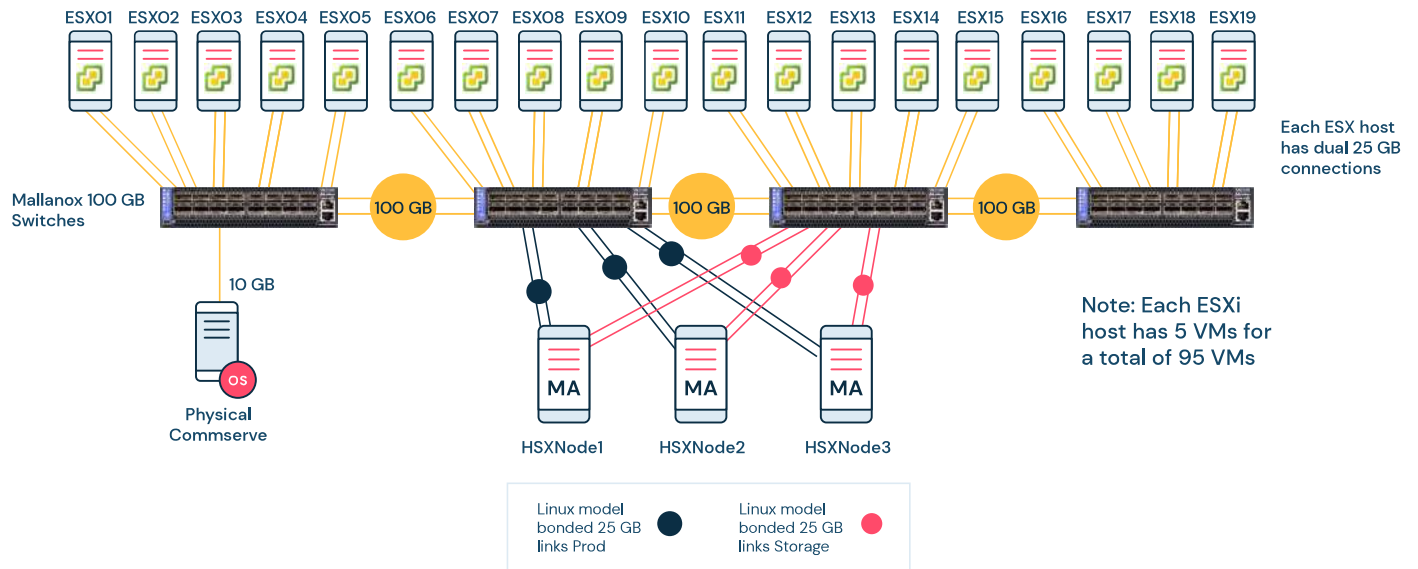 ESX01 ESX02 ESX03 ESX04 ESX05 ESX06 ESX07 ESX08 ESX09 ESX10 ESX11 ESX12 ESX13 ESX14 ESX15 ESX16 ESX17 ESX18 ESX19
Each ESX host
has dual 25 GB
connections
Mallanox 100 GB
Switches
100 GB
100 GB
100 GB
10 GB
OS
Physical
Commserve
MA
MA
MA
HSXNode1
HSXNode2
HSXNode3
Note: Each ESXi
host has 5 VMs for
a total of 95 VMs
Linux model
bonded 25 GB
links Prod
Linux model
bonded 25 GB
links Storage